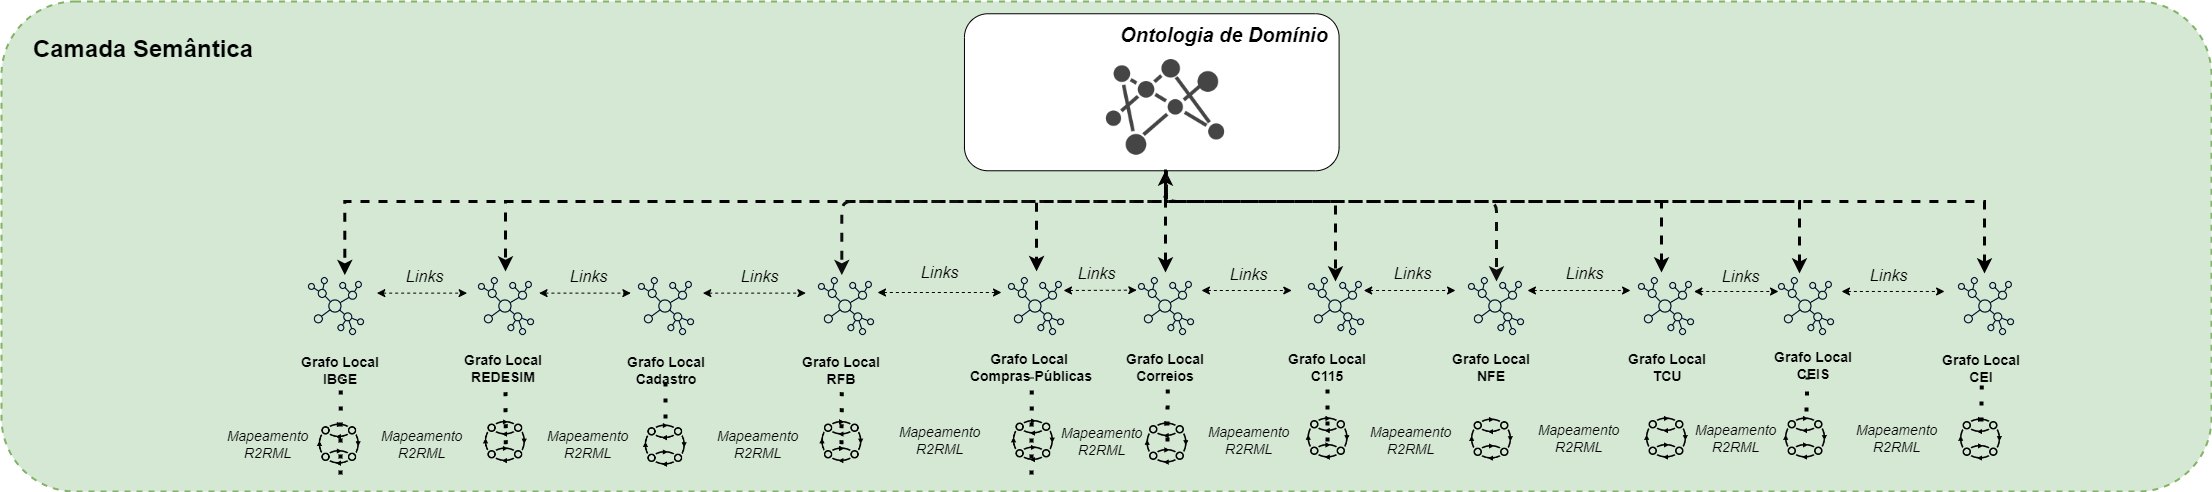 Ontologia de Domínio
Camada Semântica
Links
Links
Links
Links
Links
Links
Links
Links
Links
Links
Grafo Local
IBGE
Grafo Local
REDESIM
Grafo Local
Cadastro
Grafo Local
RFB
Grafo Local
Compras Públicas
Grafo Local
Correios
Grafo Local
C115
Grafo Local
NFE
Grafo Local
TCU
Grafo Local
CEIS
Grafo Local
CEI
Mapeamento
R2RML
Mapeamento
R2RML
Mapeamento
R2RML
Mapeamento
R2RML
Mapeamento
R2RML
Mapeamento
R2RML
Mapeamento
R2RML
Mapeamento
R2RML
Mapeamento
R2RML
Mapeamento
R2RML
Mapeamento
R2RML